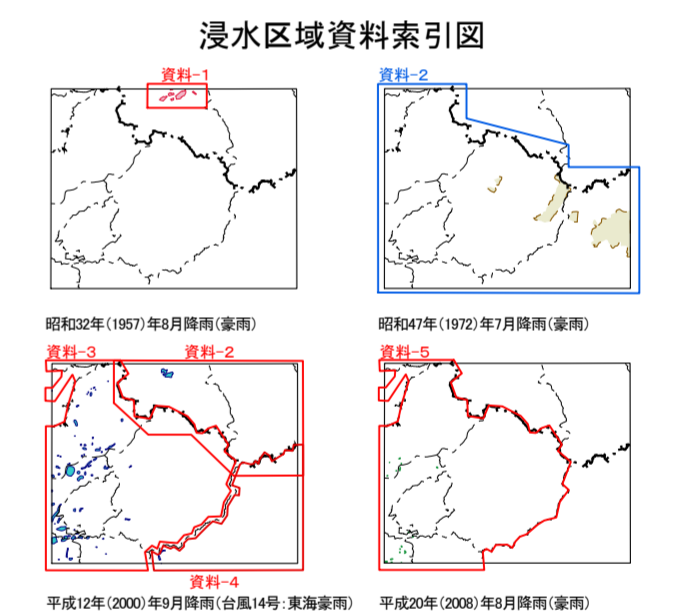 浸水区域資料索引図
資料-1
資料-2
昭和32年(1957)年8月降雨(豪雨)
昭和47年(1972)年7月降雨(豪雨)
資料-3
資料-2
資料-5
資料-4
平成12年(2000)年9月降雨(台風14号:東海豪雨)
平成20年(2008)年8月降雨(豪雨)